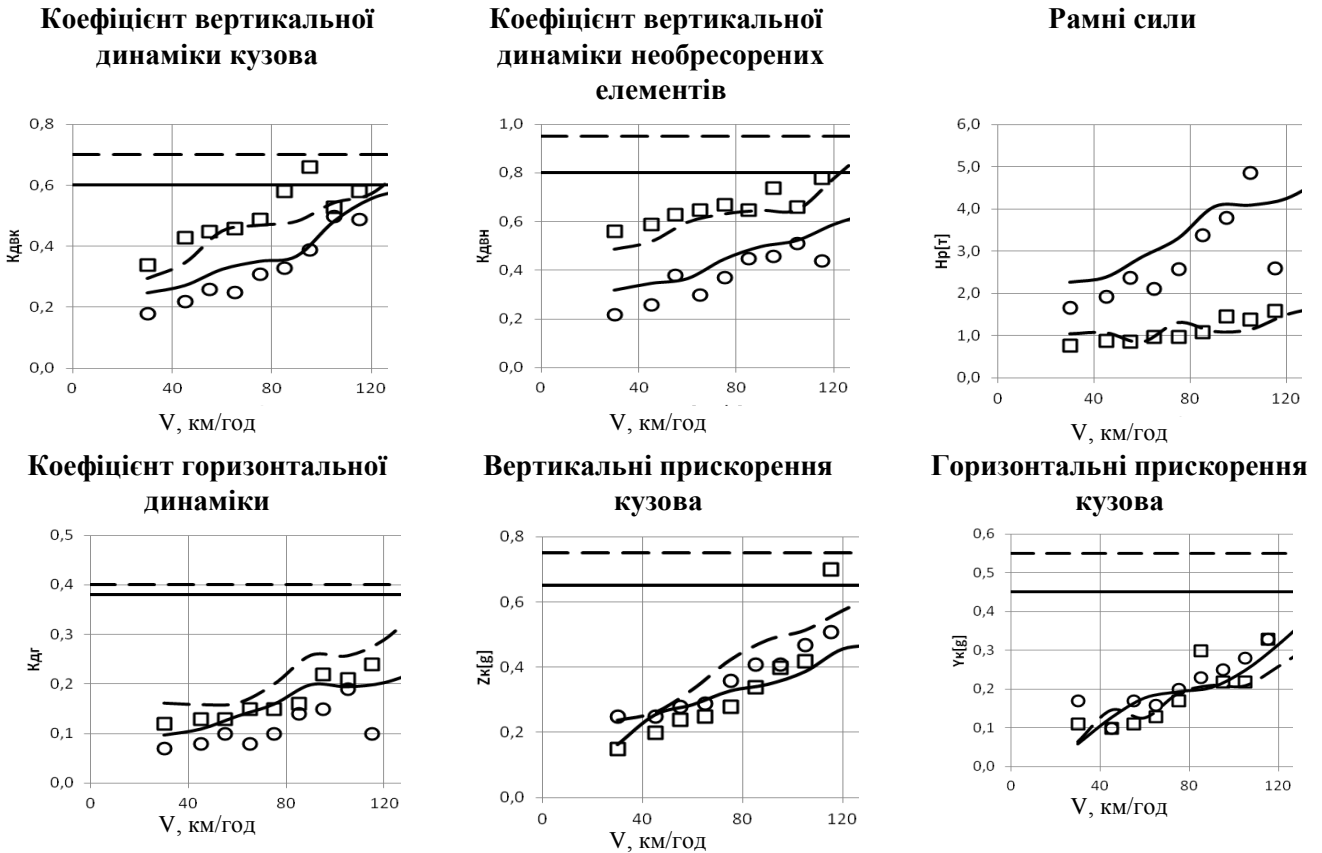 Коефіцієнт вертикальної
динаміки кузова
0,8
0,6
0,4
0,2
0,0
Кдвк
0 40 80 120
V, км/год
Коефіцієнт вертикальної
динаміки необресорених
елементів
1,0
0,8
0,6
0,4
0,2
0,0
Кдвн
0 40 80 120
V, км/год
Рамні сили
6,0
5,0
4,0
3,0
2,0
1,0
0,0
Нр[т]
0 40 80 120
V, км/год
Коефіцієнт горизонтальної
динаміки
0,5
0,4
0,3
0,2
0,1
0,0
Кдг
0 40 80 120
V, км/год
Вертикальні прискорення
кузова
0,8
0,6
0,4
0,2
0,0
Zк[g]
0 40 80 120
V, км/год
Горизонтальні прискорення
кузова
0,6
0,5
0,4
0,3
0,2
0,1
0,0
Yк[g]
0 40 80 120
V, км/год